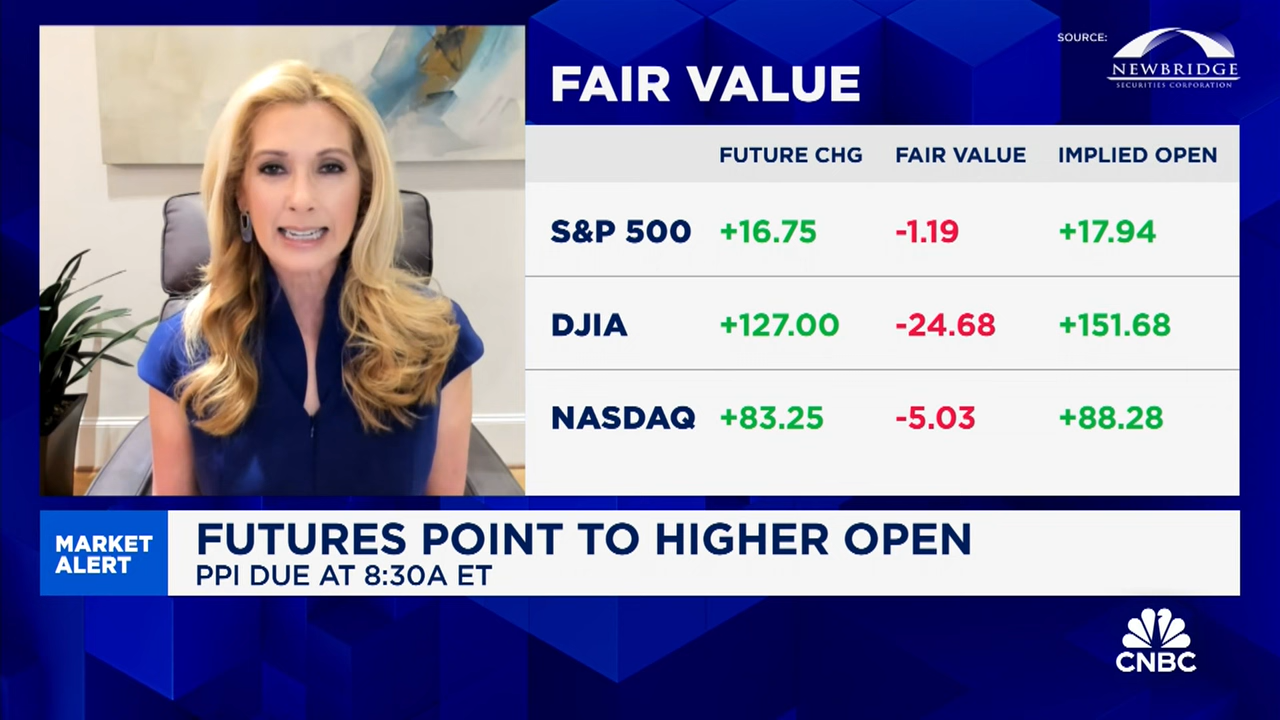 SOURCE:
NEWBRIDGE
SECURITIES CORPORATION
FAIR VALUE
FUTURE CHG FAIR VALUE IMPLIED OPEN
S&P 500 +16.75 -1.19 +17.94
DJIA +127.00 -24.68 +151.68
NASDAQ +83.25 -5.03 +88.28
MARKET
ALERT
FUTURES POINT TO HIGHER OPEN
PPI DUE AT 8:30A ET
CNBC